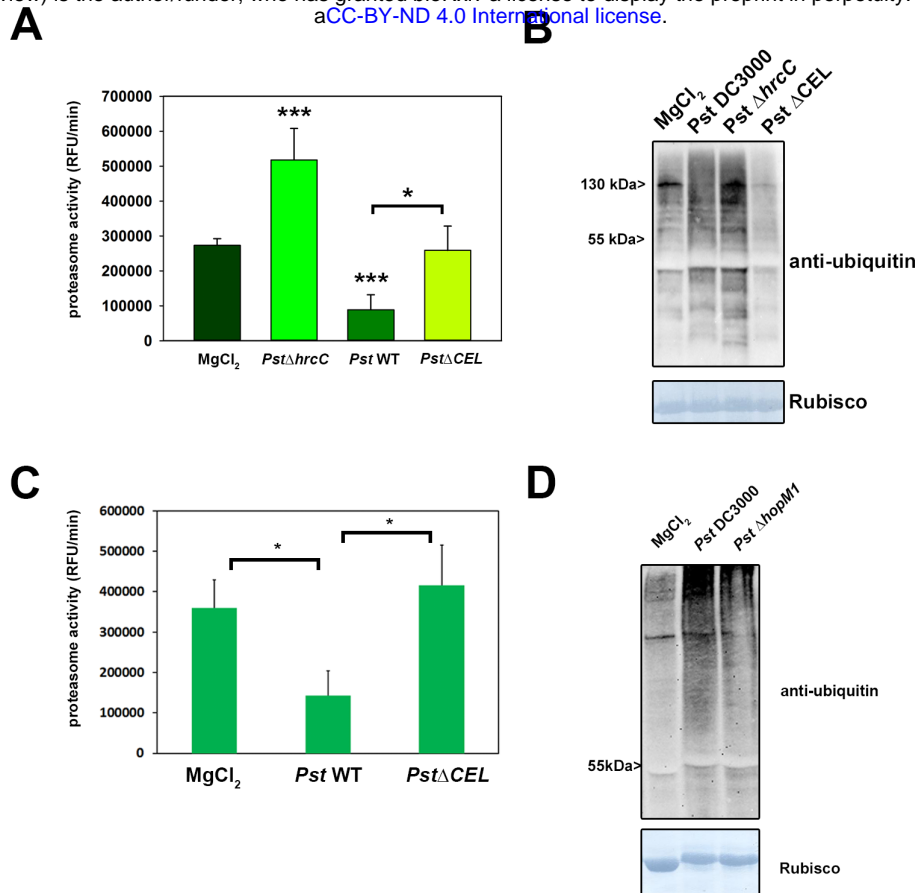 aCC-BY-ND 4.0 International license.
A
proteasome activity (RFU/min)
700000
600000
500000
400000
300000
200000
100000
0
***
***
*
MgCl2
PstΔhrcC
Pst WT
PstΔCEL
B
MgCl2
Pst DC3000
Pst ΔhrcC
Pst ΔCEL
130 kDa>
55 kDa>
anti-ubiquitin
Rubisco
C
proteasome activity (RFU/min)
600000
500000
400000
300000
200000
100000
0
*
*
MgCl2
Pst WT
PstΔCEL
D
MgCl2
Pst DC3000
Pst ΔhopM1
55kDa>
anti-ubiquitin
Rubisco